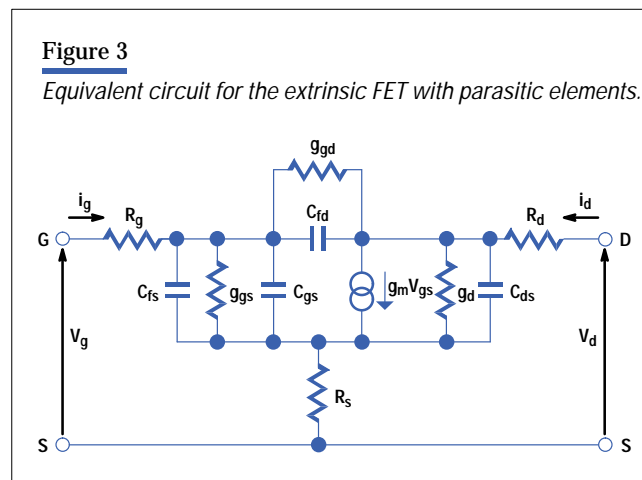 Figure 3
Equivalent circuit for the extrinsic FET with parasitic elements.
ggd
ig
Rg
Cfd
Rd
id
G
D
Cfs
ggs
Cgs
gmVgs
gd
Cds
Vg
Vd
Rs
S
S